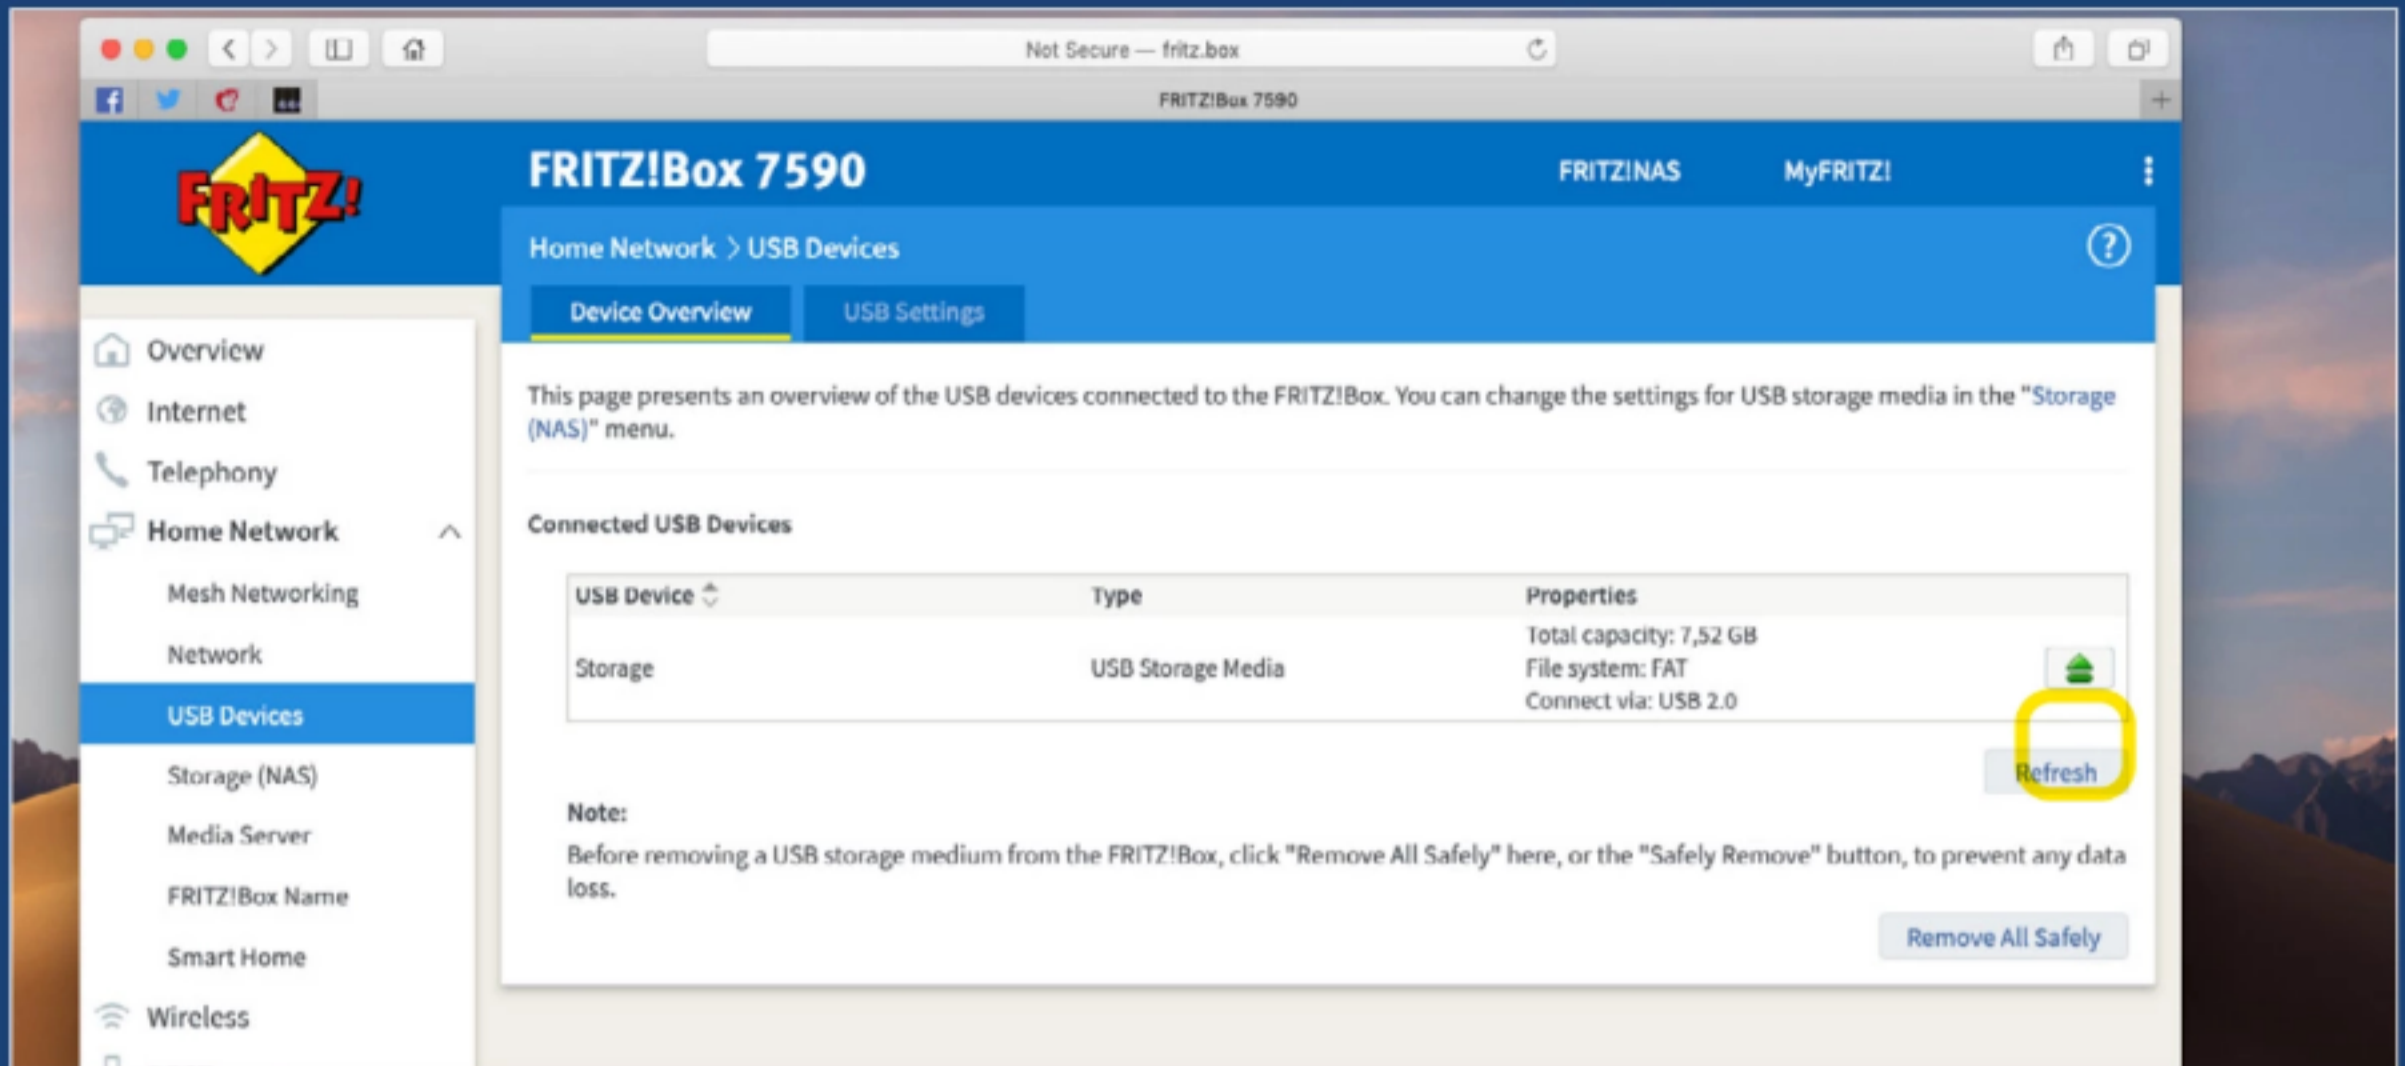 Not Secure — fritz.box
FRITZ!Box 7590
FRITZ!
FRITZ!Box 7590
FRITZ!NAS
MyFRITZ!
Home Network > USB Devices
Device Overview
USB Settings
Overview
Internet
Telephony
Home Network
Mesh Networking
Network
USB Devices
Storage (NAS)
Media Server
FRITZ!Box Name
Smart Home
Wireless
This page presents an overview of the USB devices connected to the FRITZ!Box. You can change the settings for USB storage media in the "Storage
(NAS)" menu.
Connected USB Devices
USB Device
Type
Properties
Storage
USB Storage Media
Total capacity: 7,52 GB
File system: FAT
Connect via: USB 2.0
Refresh
Note:
Before removing a USB storage medium from the FRITZ!Box, click "Remove All Safely" here, or the "Safely Remove" button, to prevent any data
loss.
Remove All Safely